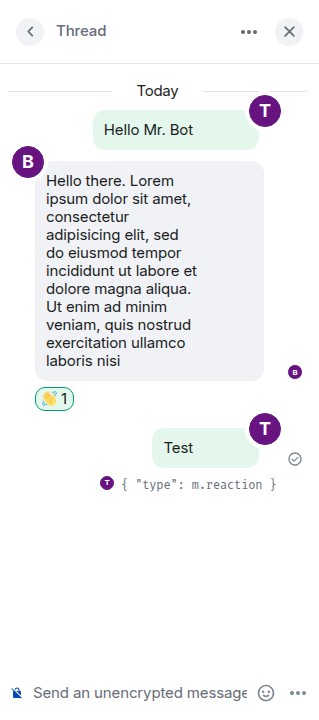 Thread
Today
T
Hello Mr. Bot
B
Hello there. Lorem
ipsum dolor sit amet,
consectetur
adipisicing elit, sed
do eiusmod tempor
incididunt ut labore et
dolore magna aliqua.
Ut enim ad minim
veniam, quis nostrud
exercitation ullamco
laboris nisi
B
👋 1
T
Test
T { "type": m.reaction }
Send an unencrypted message